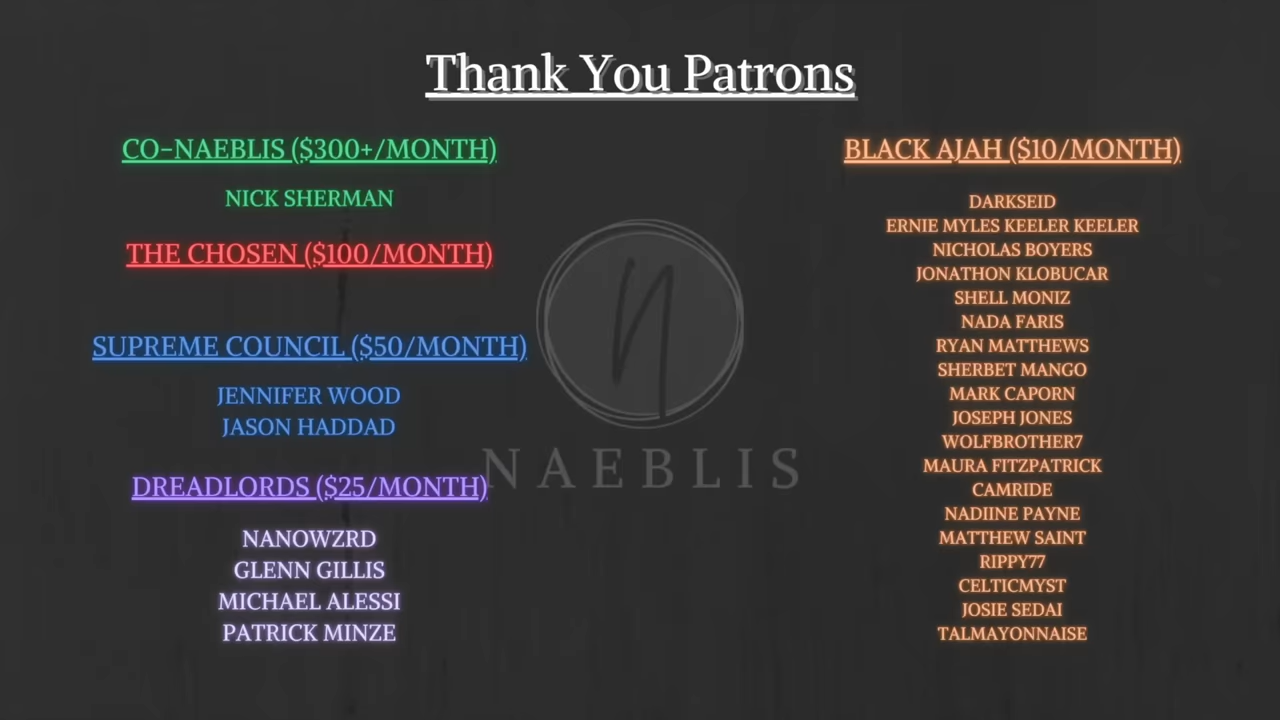 Thank You Patrons
CO-NAEBLIS ($300+/MONTH)
NICK SHERMAN
THE CHOSEN ($100/MONTH)
SUPREME COUNCIL ($50/MONTH)
JENNIFER WOOD
JASON HADDAD
DREADLORDS ($25/MONTH)
NANOWZRD
GLENN GILLIS
MICHAEL ALESSI
PATRICK MINZE
n
NAEBLIS
BLACK AJAH ($10/MONTH)
DARKSEID
ERNIE MYLES KEELER KEELER
NICHOLAS BOYERS
JONATHON KLOBUCAR
SHELL MONIZ
NADA FARIS
RYAN MATTHEWS
SHERBET MANGO
MARK CAPORN
JOSEPH JONES
WOLFBROTHER7
MAURA FITZPATRICK
CAMRIDE
NADIINE PAYNE
MATTHEW SAINT
RIPPY77
CELTICMYST
JOSIE SEDAI
TALMAYONNAISE